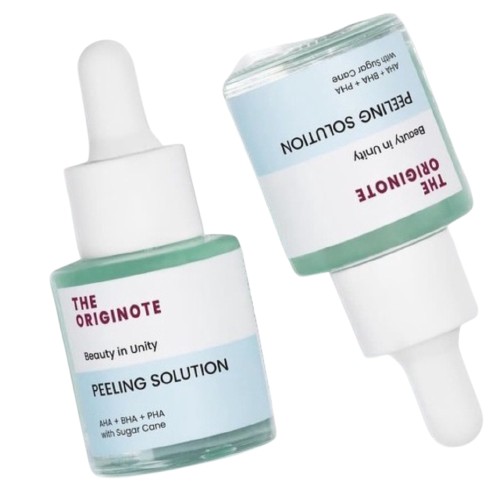 THE
ORIGINOTE
Beauty in Unity
PEELING SOLUTION
AHA + BHA + PHA
with Sugar Cane
THE
ORIGINOTE
Beauty in Unity
PEELING SOLUTION
AHA + BHA + PHA
with Sugar Cane